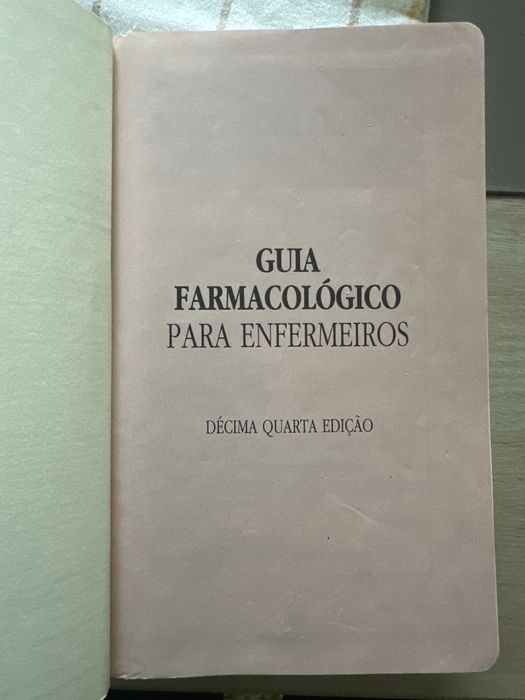 GUIA
FARMACOLÓGICO
PARA ENFERMEIROS
DÉCIMA QUARTA EDIÇÃO